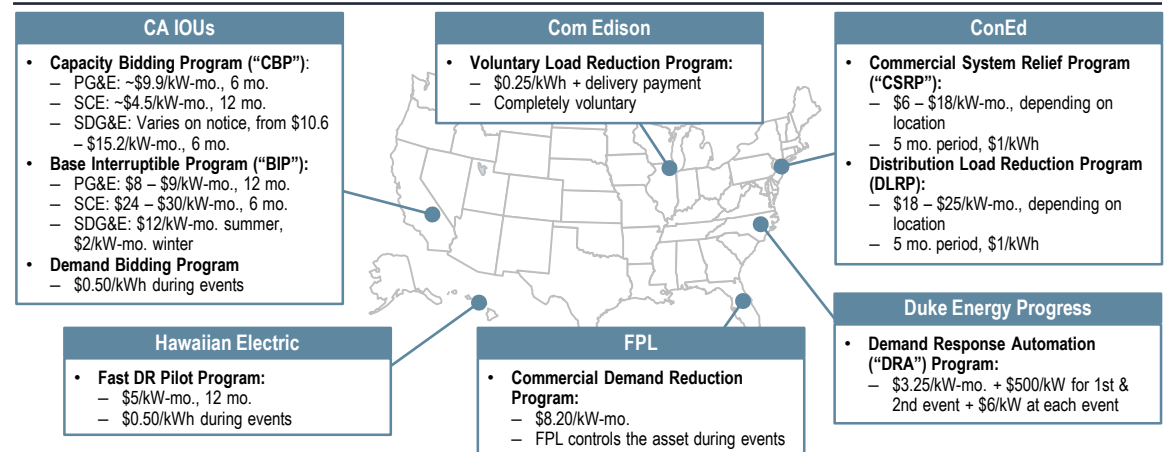 CA IOUs
• Capacity Bidding Program (“CBP”):
– PG&E: ~$9.9/kW-mo., 6 mo.
– SCE: ~$4.5/kW-mo., 12 mo.
– SDG&E: Varies on notice, from $10.6
– $15.2/kW-mo., 6 mo.
• Base Interruptible Program (“BIP”):
– PG&E: $8 – $9/kW-mo., 12 mo.
– SCE: $24 – $30/kW-mo., 6 mo.
– SDG&E: $12/kW-mo. summer,
$2/kW-mo. winter
• Demand Bidding Program
– $0.50/kWh during events
Com Edison
• Voluntary Load Reduction Program:
– $0.25/kWh + delivery payment
– Completely voluntary
ConEd
• Commercial System Relief Program
(“CSRP”):
– $6 – $18/kW-mo., depending on
location
– 5 mo. period, $1/kWh
• Distribution Load Reduction Program
(DLRP):
– $18 – $25/kW-mo., depending on
location
– 5 mo. period, $1/kWh
Hawaiian Electric
• Fast DR Pilot Program:
– $5/kW-mo., 12 mo.
– $0.50/kWh during events
FPL
• Commercial Demand Reduction
Program:
– $8.20/kW-mo.
– FPL controls the asset during events
Duke Energy Progress
• Demand Response Automation
(“DRA”) Program:
– $3.25/kW-mo. + $500/kW for 1st &
2nd event + $6/kW at each event